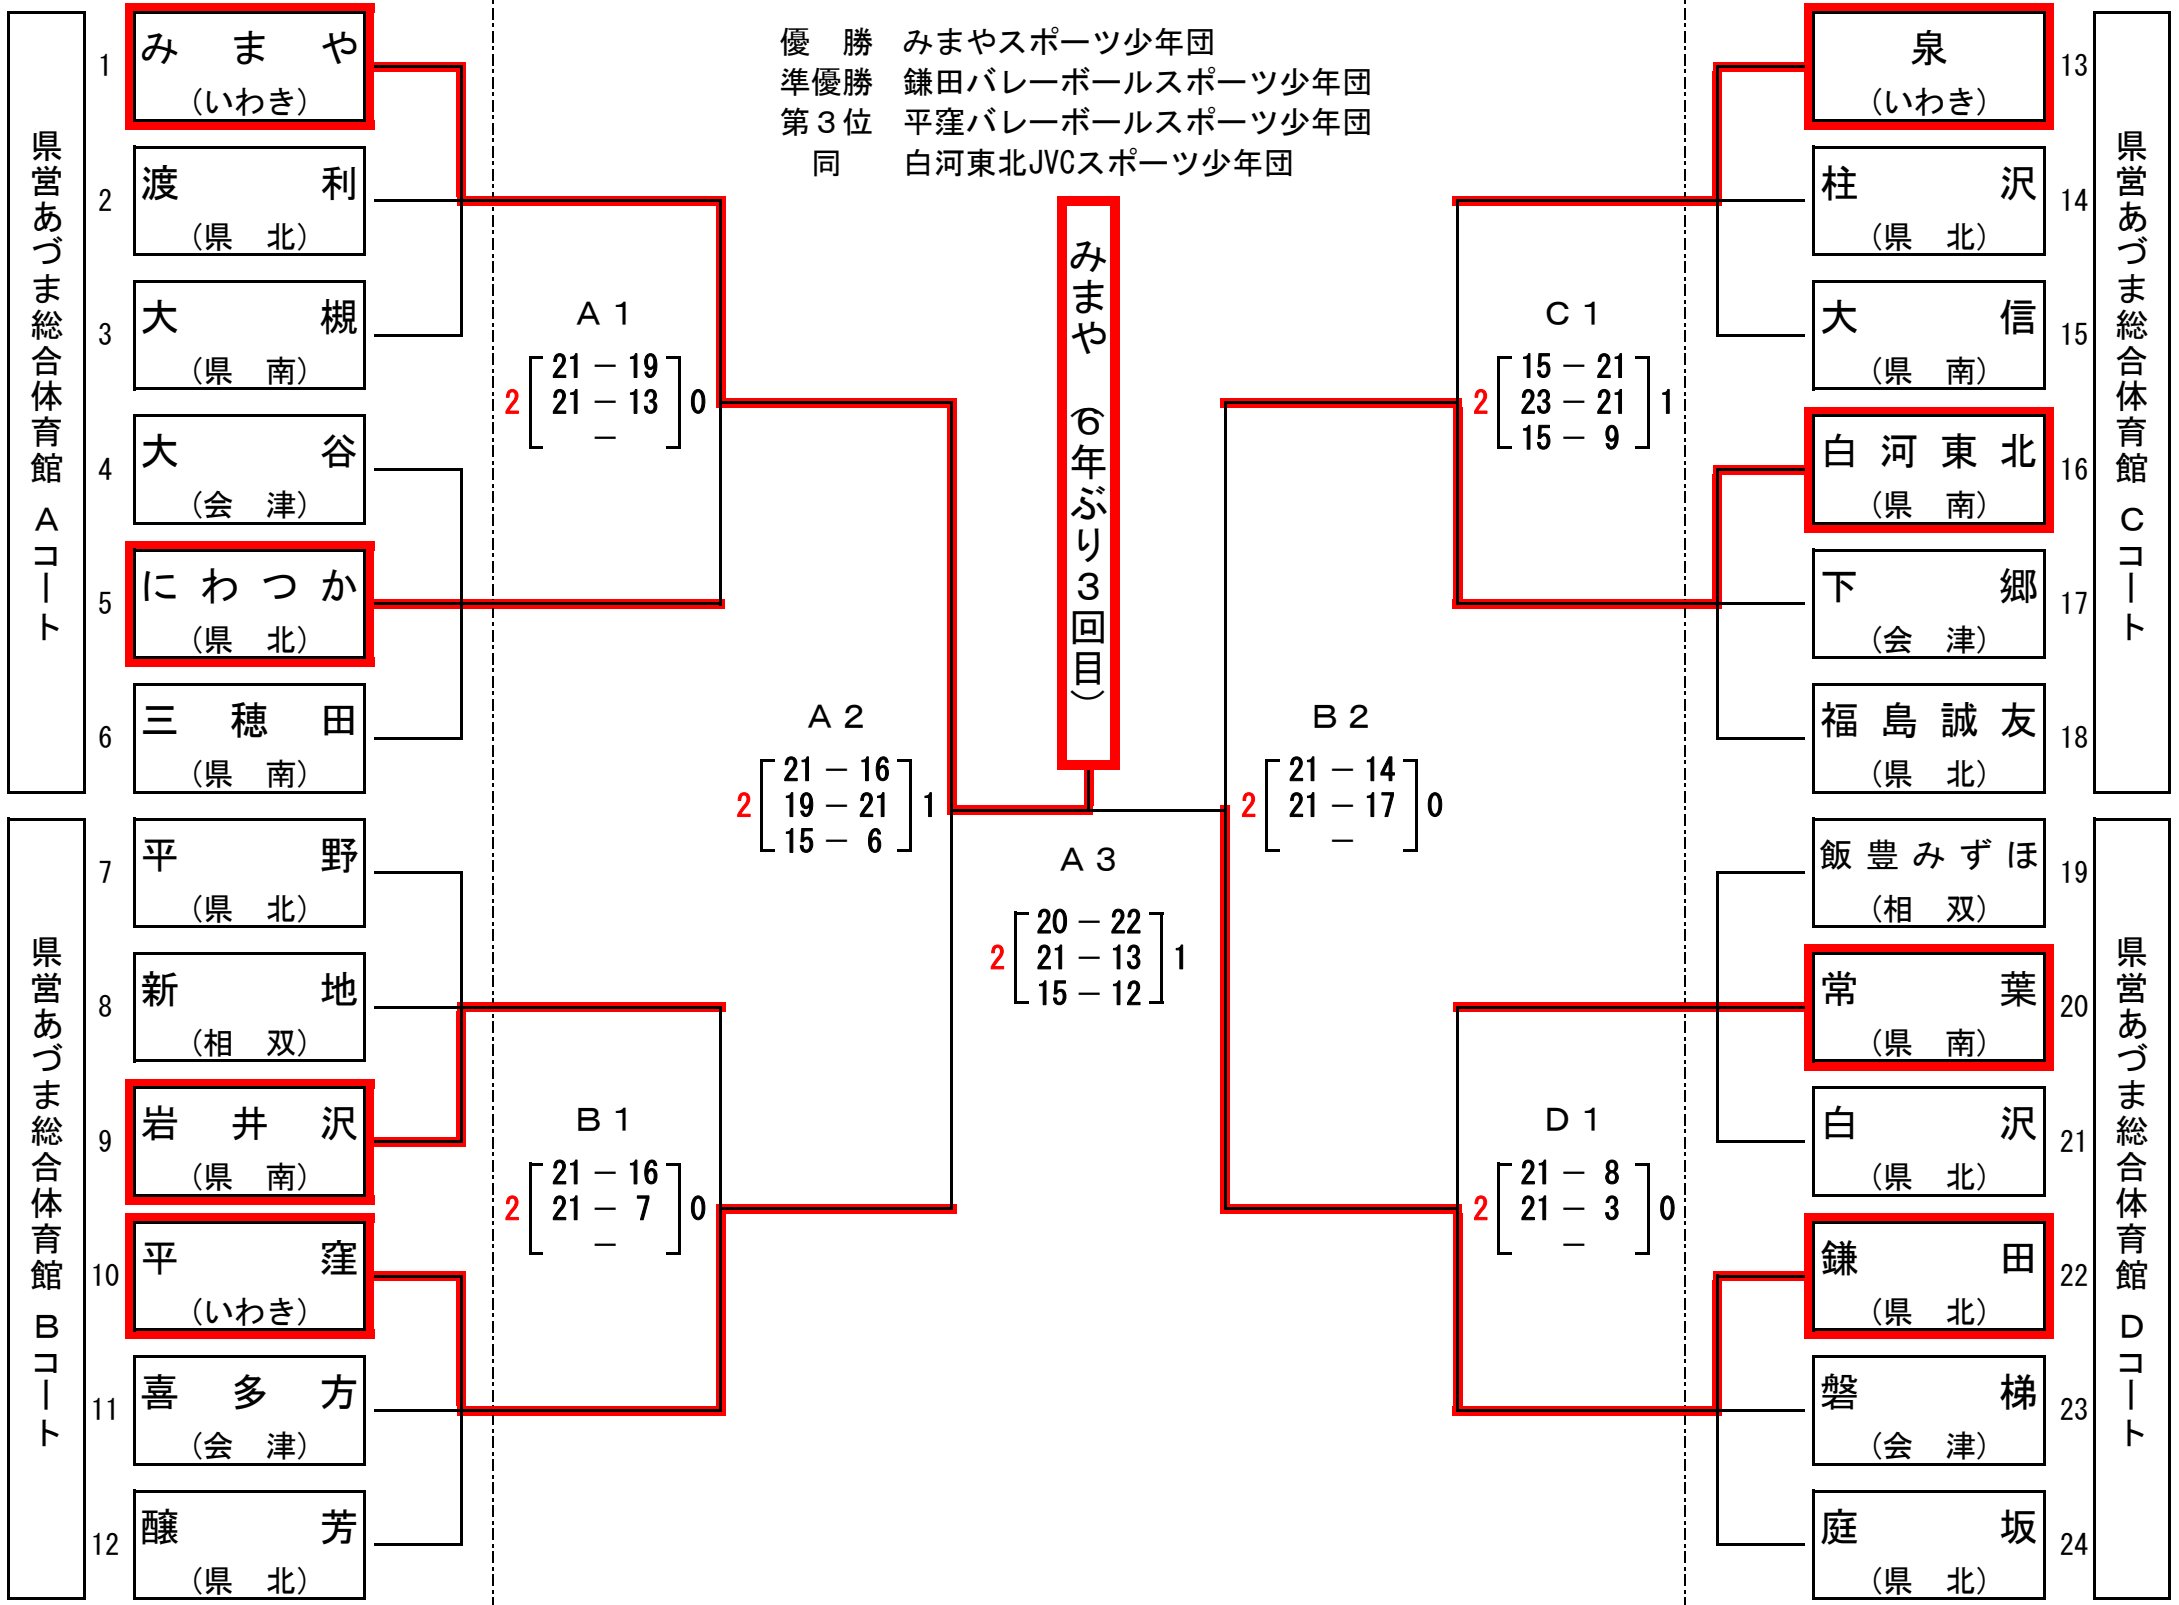 優　勝　みまやスポーツ少年団
準優勝　鎌田バレーボールスポーツ少年団
第３位　平窪バレーボールスポーツ少年団
同　　白河東北JVCスポーツ少年団
みまや　（６年ぶり３回目）
県営あづま総合体育館 Ａコート
1
みまや
(いわき)
2
渡利
(県　北)
3
大槻
(県　南)
4
大谷
(会　津)
5
にわつか
(県　北)
6
三穂田
(県　南)
県営あづま総合体育館 Ｂコート
7
平野
(県　北)
8
新地
(相　双)
9
岩井沢
(県　南)
10
平窪
(いわき)
11
喜多方
(会　津)
12
醸芳
(県　北)
Ａ１
21 － 19
2 21 － 13 0
－
Ａ２
21 － 16
2 19 － 21 1
15 － 6
Ｂ１
21 － 16
2 21 － 7 0
－
Ａ３
20 － 22
2 21 － 13 1
15 － 12
Ｃ１
15 － 21
2 23 － 21 1
15 － 9
Ｂ２
21 － 14
2 21 － 17 0
－
Ｄ１
21 － 8
2 21 － 3 0
－
県営あづま総合体育館 Ｃコート
泉
13
(いわき)
柱沢
14
(県　北)
大信
15
(県　南)
白河東北
16
(県　南)
下郷
17
(会　津)
福島誠友
18
(県　北)
県営あづま総合体育館 Ｄコート
飯豊みずほ
19
(相　双)
常葉
20
(県　南)
白沢
21
(県　北)
鎌田
22
(県　北)
磐梯
23
(会　津)
庭坂
24
(県　北)